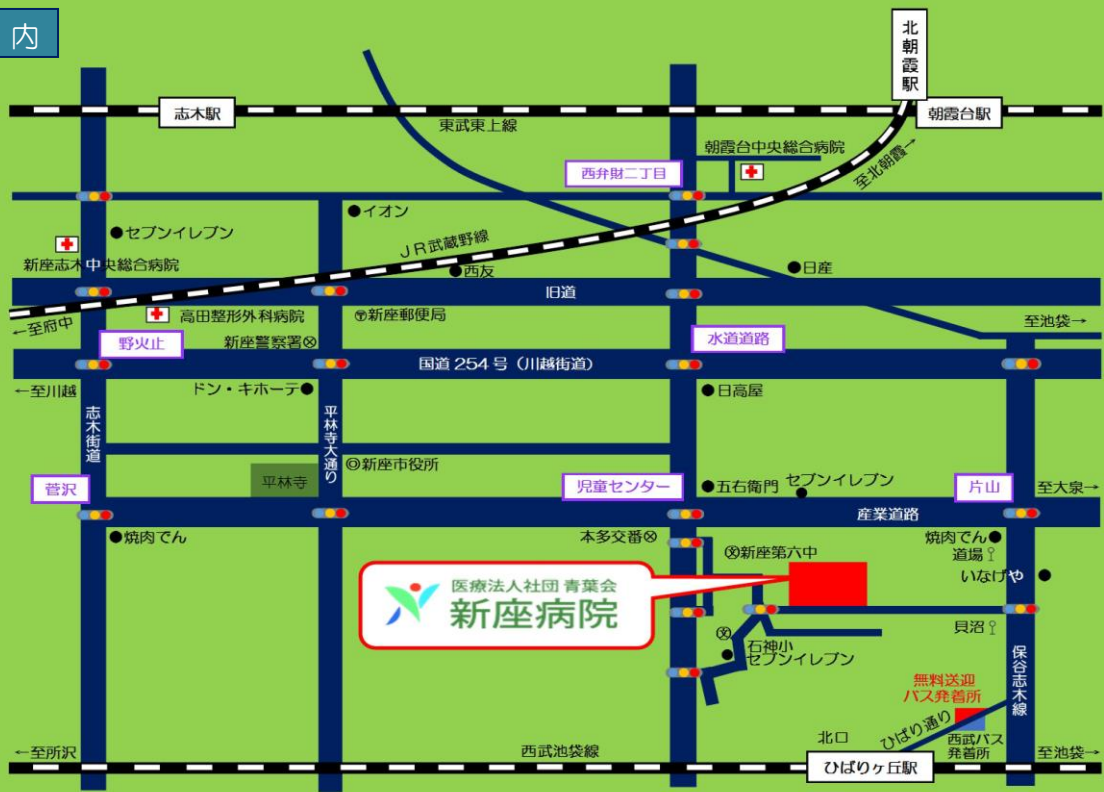 内
北朝霞駅
志木駅
東武東上線
朝霞台駅
朝霞台中央総合病院
西弁財二丁目
至北朝霞→
●イオン
●セブンイレブン
JR武蔵野線
新座志木中央総合病院
●西友
●日産
旧道
←至府中
高田整形外科病院
〶新座郵便局
至池袋→
野火止
新座警察署⊗
水道道路
国道254号（川越街道）
←至川越
ドン・キホーテ●
●日高屋
志木街道
平林寺大通り
◎新座市役所
菅沢
平林寺
児童センター
●五右衛門
セブンイレブン
片山
至大泉→
産業道路
●焼肉でん
本多交番⊗
㊛新座第六中
焼肉でん●
道場
いなげや●
医療法人社団 青葉会
新座病院
貝沼
石神小
セブンイレブン
保谷志木線
無料送迎
バス発着所
ひばり通り
北口
西武バス
発着所
←至所沢
西武池袋線
ひばりヶ丘駅
至池袋→